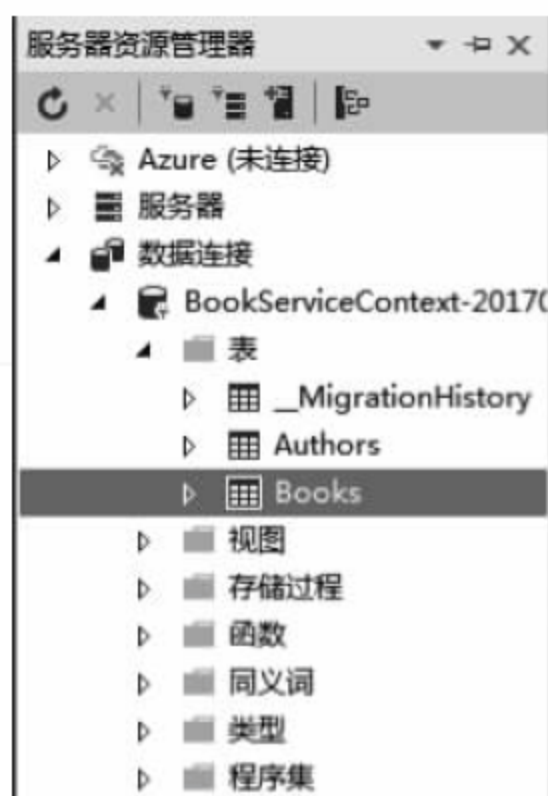 服务器资源管理器
Azure (未连接)
服务器
数据连接
BookServiceContext-20170
表
__MigrationHistory
Authors
Books
视图
存储过程
函数
同义词
类型
程序集